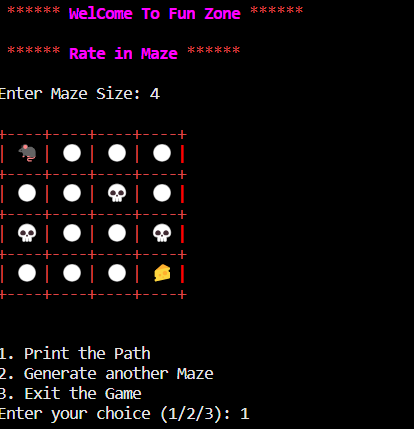 ****** WelCome To Fun Zone ******
****** Rate in Maze ******
Enter Maze Size: 4
+----+----+----+----+
| 🐀 | ⚪ | ⚪ | ⚪ |
+----+----+----+----+
| ⚪ | ⚪ | 💀 | ⚪ |
+----+----+----+----+
| 💀 | ⚪ | ⚪ | 💀 |
+----+----+----+----+
| ⚪ | ⚪ | ⚪ | 🧀 |
+----+----+----+----+
1. Print the Path
2. Generate another Maze
3. Exit the Game
Enter your choice (1/2/3): 1